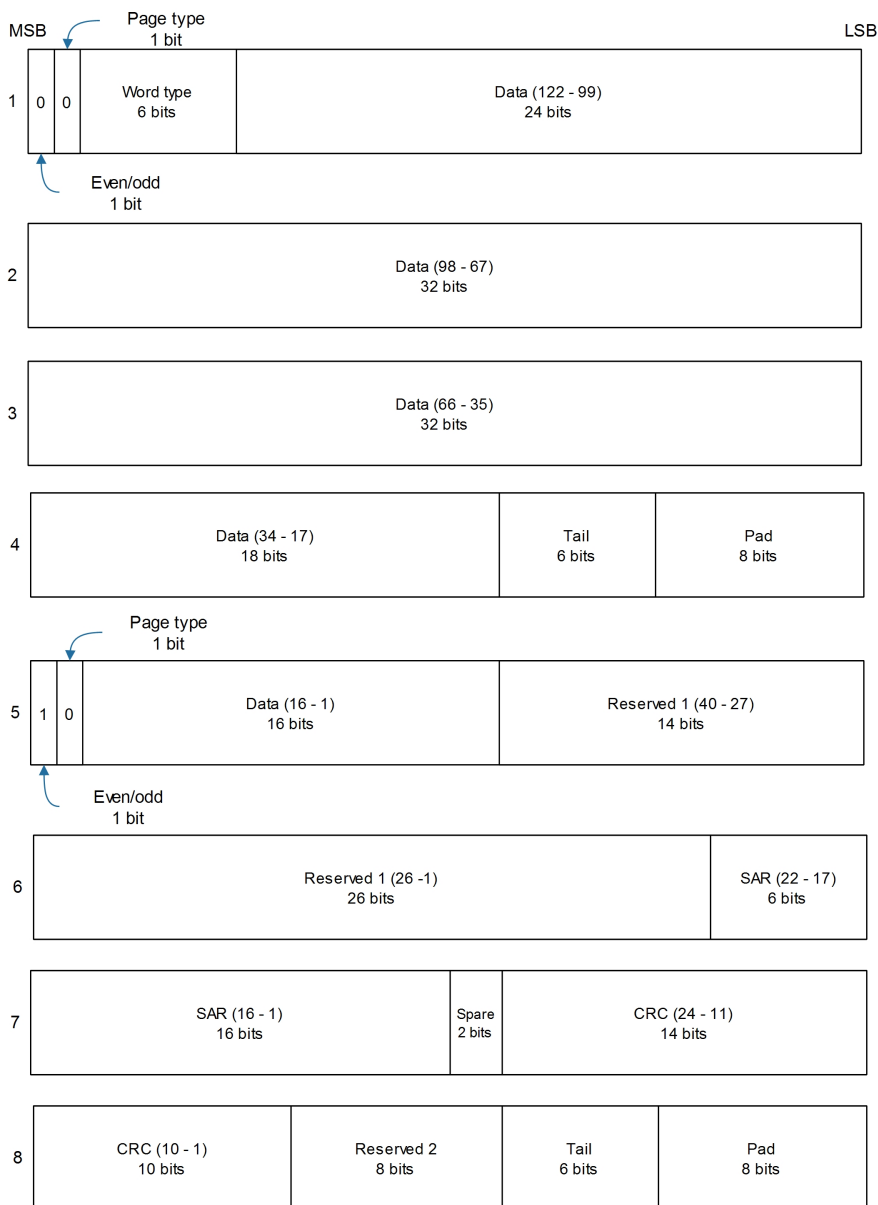 Page type
1 bit
MSB
LSB
1
0
0
Word type
6 bits
Data (122 - 99)
24 bits
Even/odd
1 bit
2
Data (98 - 67)
32 bits
3
Data (66 - 35)
32 bits
4
Data (34 - 17)
18 bits
Tail
6 bits
Pad
8 bits
Page type
1 bit
5
1
0
Data (16 - 1)
16 bits
Reserved 1 (40 - 27)
14 bits
Even/odd
1 bit
6
Reserved 1 (26 -1)
26 bits
SAR (22 - 17)
6 bits
7
SAR (16 - 1)
16 bits
Spare
2 bits
CRC (24 - 11)
14 bits
8
CRC (10 - 1)
10 bits
Reserved 2
8 bits
Tail
6 bits
Pad
8 bits